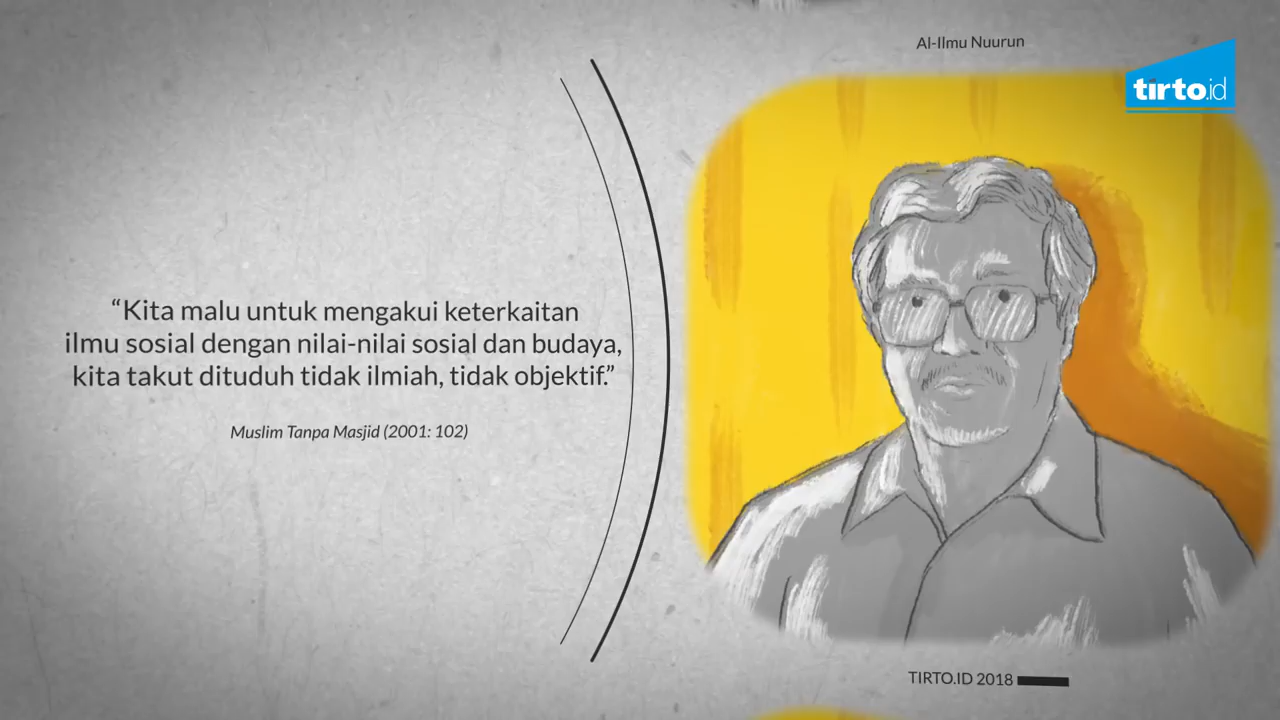 Al-Ilmu Nuurun
tirto.id
“Kita malu untuk mengakui keterkaitan
ilmu sosial dengan nilai-nilai sosial dan budaya,
kita takut dituduh tidak ilmiah, tidak objektif.”
Muslim Tanpa Masjid (2001: 102)
TIRTO.ID 2018